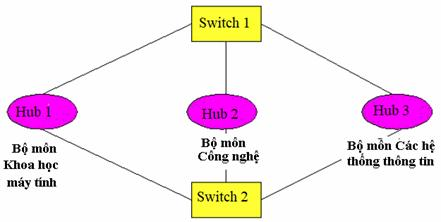 Switch 1
Hub 1
Hub 2
Hub 3
Bộ môn
Khoa học
máy tính
Bộ môn
Công nghệ
Bộ mồn Các hệ
thống thông tin
Switch 2